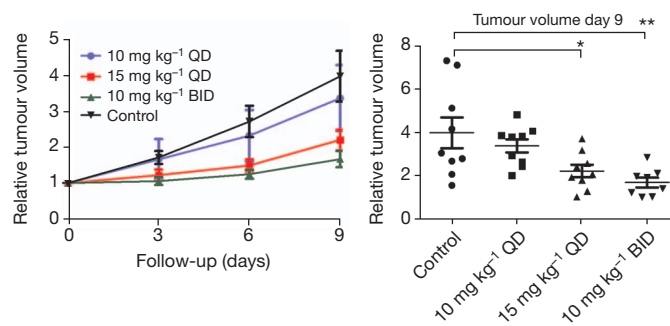 Relative tumour volume
5
4
3
2
1
0
10 mg kg⁻¹ QD
15 mg kg⁻¹ QD
10 mg kg⁻¹ BID
Control
0
3
6
9
Follow-up (days)
Tumour volume day 9
**
*
Relative tumour volume
8
6
4
2
0
Control
10 mg kg⁻¹ QD
15 mg kg⁻¹ QD
10 mg kg⁻¹ BID